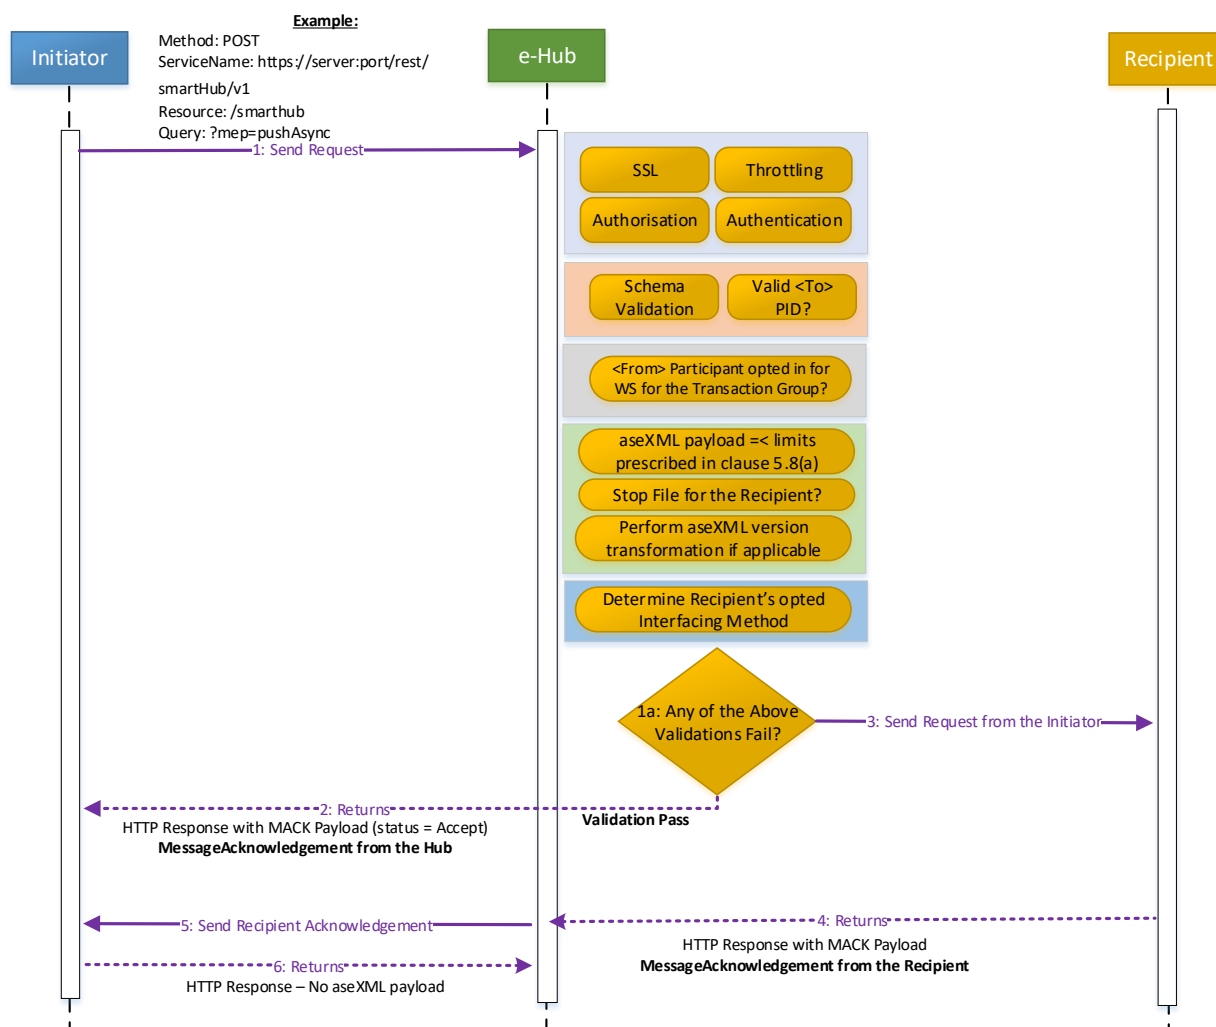 Example:
Initiator
Method: POST
ServiceName: https://server:port/rest/
smartHub/v1
Resource: /smarthub
Query: ?mep=pushAsync
e-Hub
Recipient
1: Send Request
SSL
Throttling
Authorisation
Authentication
Schema
Validation
Valid <To>
PID?
<From> Participant opted in for
WS for the Transaction Group?
aseXML payload =< limits
prescribed in clause 5.8(a)
Stop File for the Recipient?
Perform aseXML version
transformation if applicable
Determine Recipient's opted
Interfacing Method
1a: Any of the Above
Validations Fail?
3: Send Request from the Initiator
2: Returns
Validation Pass
HTTP Response with MACK Payload (status = Accept)
MessageAcknowledgement from the Hub
5: Send Recipient Acknowledgement
4: Returns
HTTP Response with MACK Payload
MessageAcknowledgement from the Recipient
6: Returns
HTTP Response – No aseXML payload